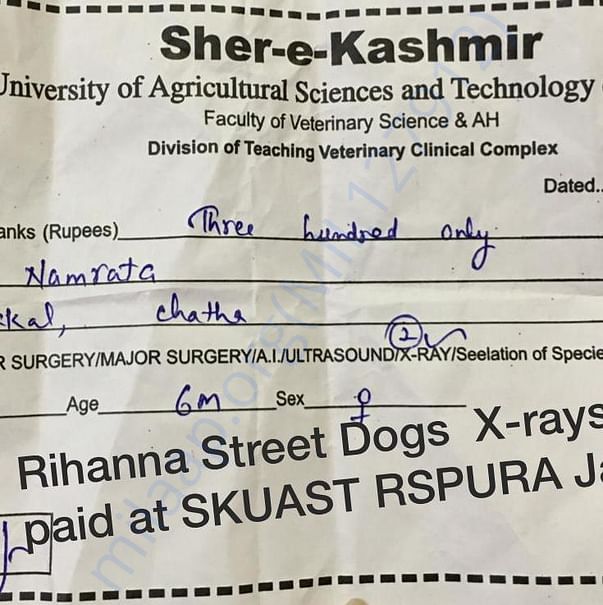 Sher-e-Kashmir
University of Agricultural Sciences and Technology
Faculty of Veterinary Science & AH
Division of Teaching Veterinary Clinical Complex
Dated..
anks (Rupees) Three hundred only
Namrata
kal, chatha
2
R SURGERY/MAJOR SURGERY/A.I./ULTRASOUND/X-RAY/Seelation of Specie
Age 6m Sex ♀
Rihanna Street Dogs X-rays
paid at SKUAST RSPURA Ja